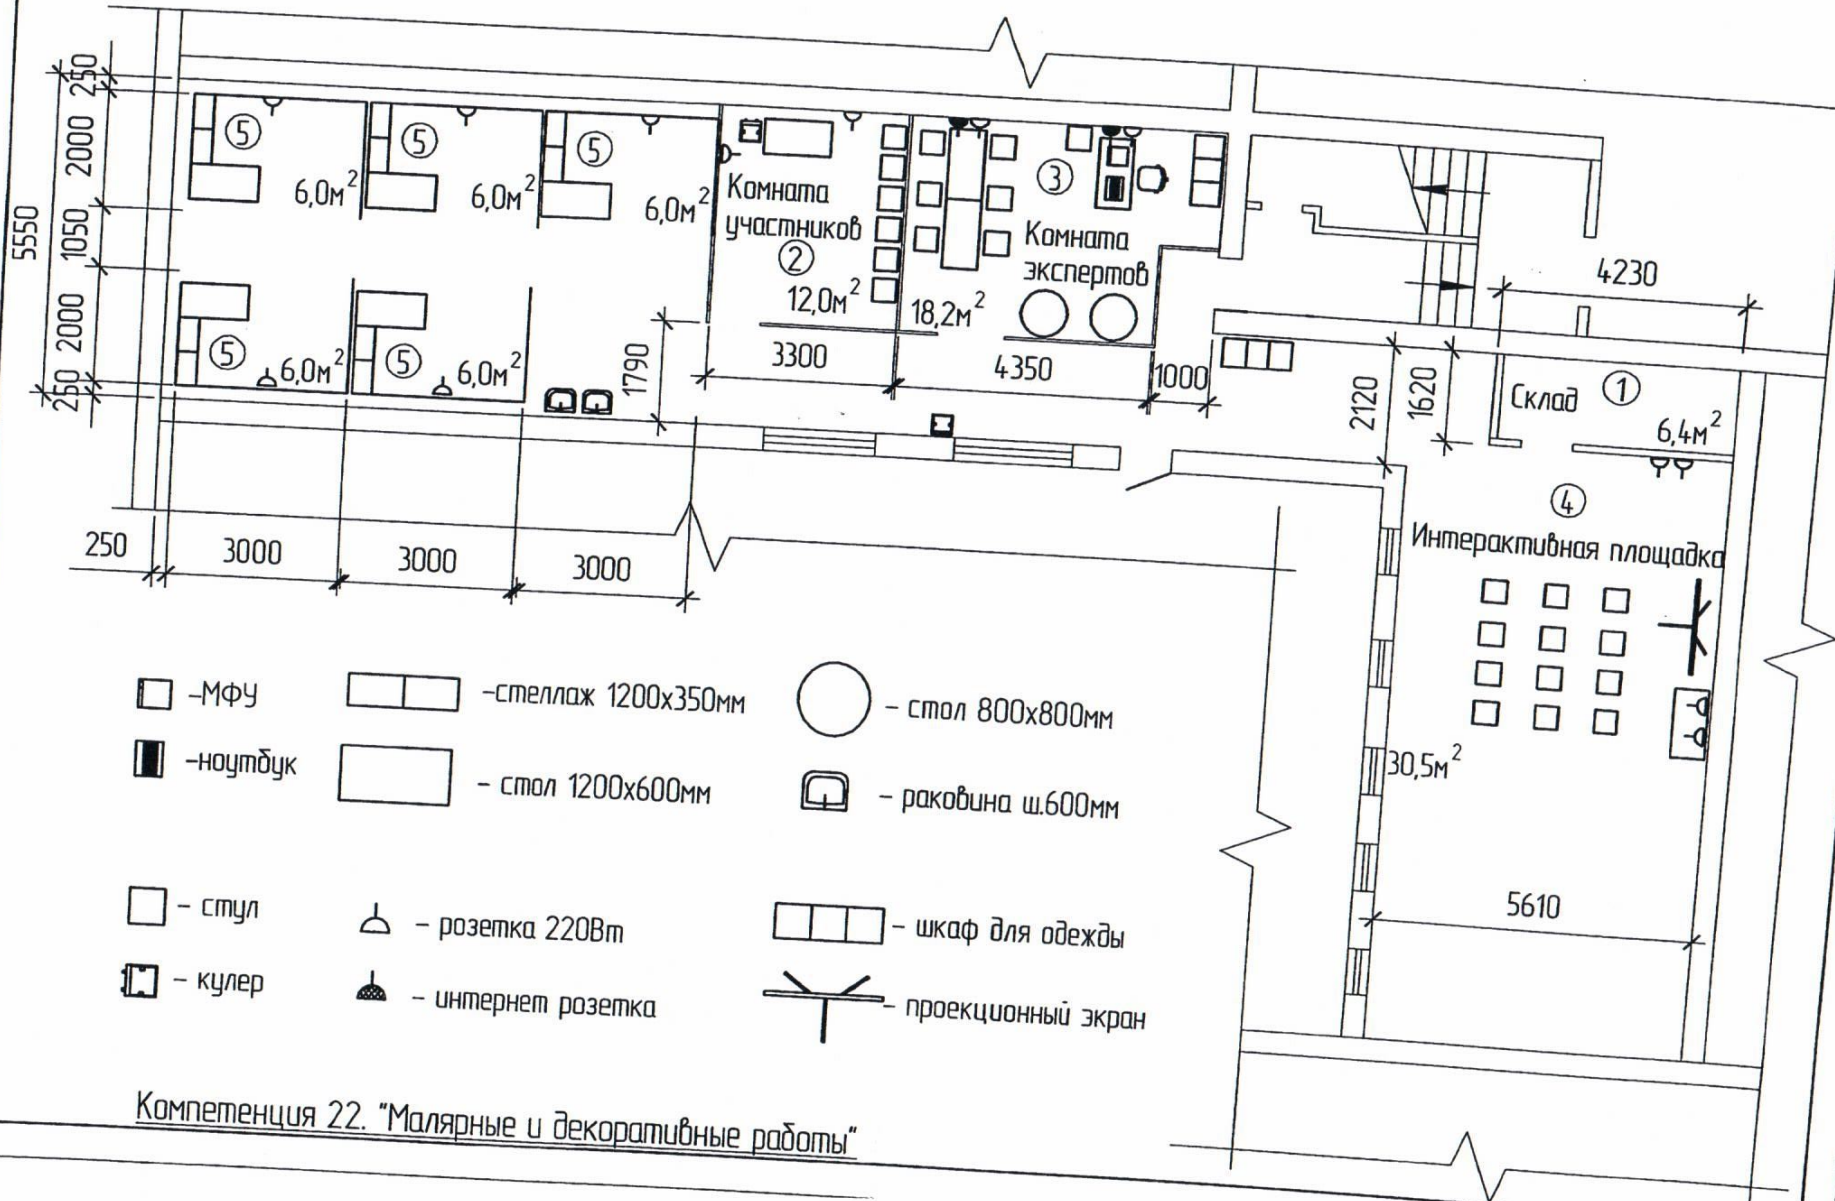 250
2000
1050
2000
250
5550
5
5
5
6,0м²
6,0м²
6,0м²
5
5
6,0м²
6,0м²
Комната
участников
2
12,0м²
3
Комната
экспертов
18,2м²
1790
3300
4350
1000
2120
1620
4230
Склад
1
6,4м²
4
Интерактивная площадка
30,5м²
5610
250
3000
3000
3000
-МФУ
-стеллаж 1200х350мм
- стол 800х800мм
-ноутбук
- стол 1200х600мм
- раковина ш.600мм
- стул
- розетка 220Вт
- шкаф для одежды
- кулер
- интернет розетка
- проекционный экран
Компетенция 22. "Малярные и декоративные работы"